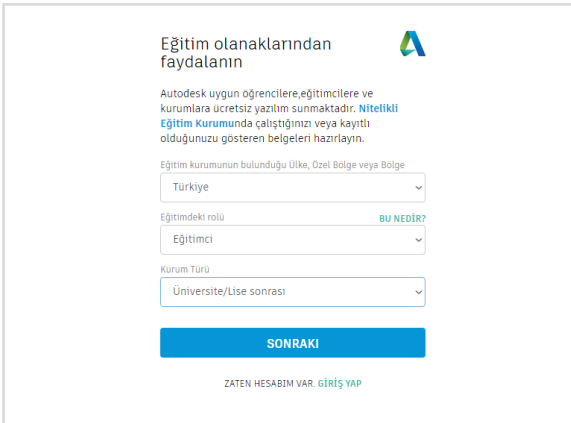 Eğitim olanaklarından
faydalanın
Autodesk uygun öğrencilere,eğitimcilere ve
kurumlara ücretsiz yazılım sunmaktadır. Nitelikli
Eğitim Kurumunda çalıştığınızı veya kayıtlı
olduğunuzu gösteren belgeleri hazırlayın.
Eğitim kurumunun bulunduğu Ülke, Özel Bölge veya Bölge
Türkiye
Eğitimdeki rolü BU NEDİR?
Eğitimci
Kurum Türü
Üniversite/Lise sonrası
SONRAKI
ZATEN HESABIM VAR. GİRİŞ YAP